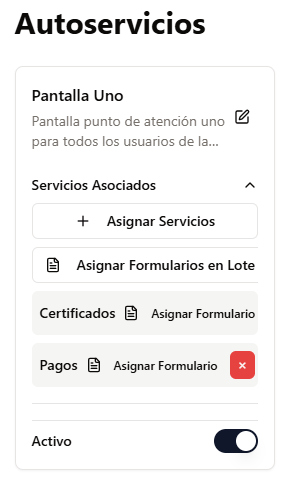 Autoservicios
Pantalla Uno
Pantalla punto de atención uno
para todos los usuarios de la...
Servicios Asociados
Asignar Servicios
Asignar Formularios en Lote
Certificados Asignar Formulario
Pagos Asignar Formulario
Activo